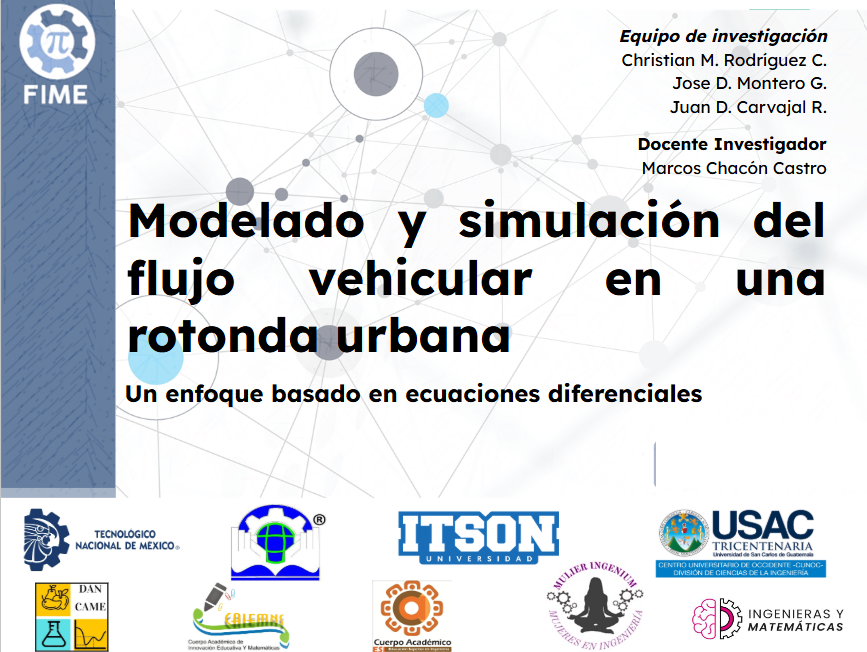 π
FIME
Equipo de investigación
Christian M. Rodríguez C.
Jose D. Montero G.
Juan D. Carvajal R.
Docente Investigador
Marcos Chacón Castro
Modelado y simulación del
flujo vehicular en una
rotonda urbana
Un enfoque basado en ecuaciones diferenciales
TECNOLÓGICO
NACIONAL DE MÉXICO
®
ITSON
UNIVERSIDAD
USAC
TRICENTENARIA
Universidad de San Carlos de Guatemala
CENTRO UNIVERSITARIO DE OCCIDENTE -CUNOC-
DIVISIÓN DE CIENCIAS DE LA INGENIERÍA
DAN
CAME
Cuerpo Académico de
Innovación Educativa y Matemáticas
Cuerpo Académico
MULIER INGENIUM
MUJERES EN INGENIERÍA
INGENIERAS Y
MATEMÁTICAS